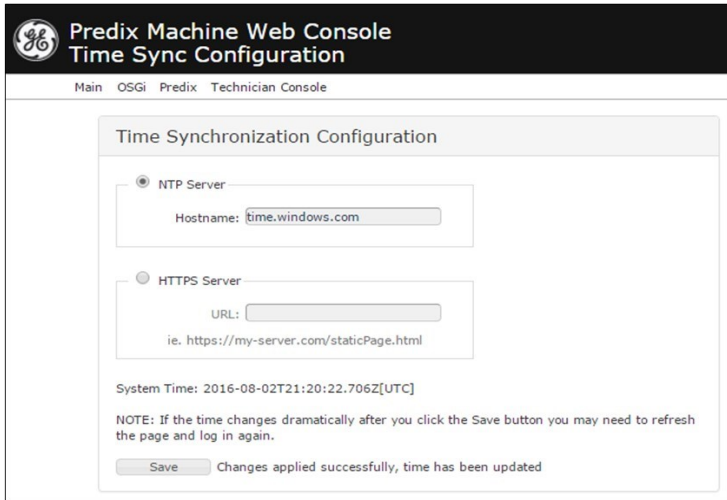 Predix Machine Web Console
Time Sync Configuration
Main OSGi Predix Technician Console
Time Synchronization Configuration
NTP Server
Hostname: time.windows.com
HTTPS Server
URL:
ie. https://my-server.com/staticPage.html
System Time: 2016-08-02T21:20:22.706Z[UTC]
NOTE: If the time changes dramatically after you click the Save button you may need to refresh
the page and log in again.
Save Changes applied successfully, time has been updated